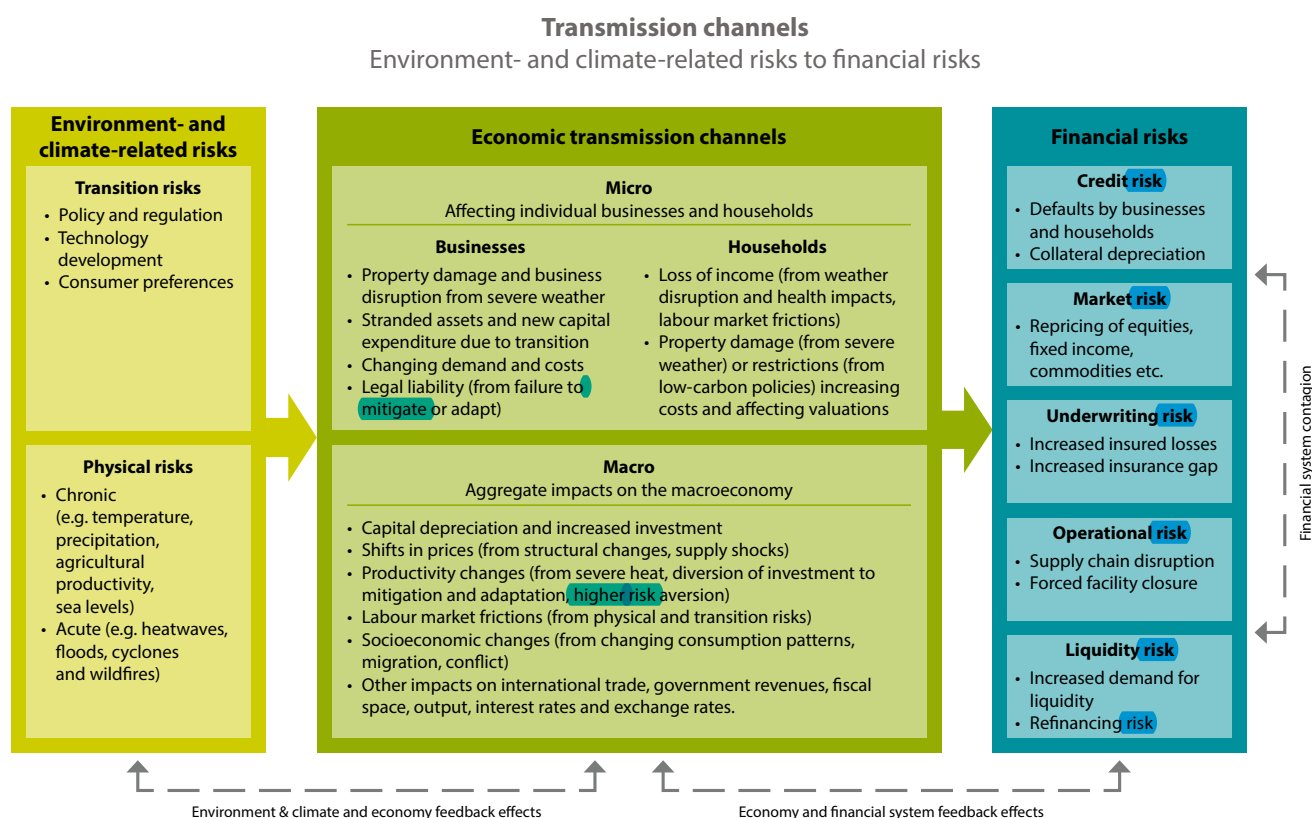 Transmission channels
Environment- and climate-related risks to financial risks
Environment- and
climate-related risks
Transition risks
• Policy and regulation
• Technology
development
• Consumer preferences
Physical risks
• Chronic
(e.g. temperature,
precipitation,
agricultural
productivity,
sea levels)
• Acute (e.g. heatwaves,
floods, cyclones
and wildfires)
Economic transmission channels
Micro
Affecting individual businesses and households
Businesses
• Property damage and business
disruption from severe weather
• Stranded assets and new capital
expenditure due to transition
• Changing demand and costs
• Legal liability (from failure to
mitigate or adapt)
Households
• Loss of income (from weather
disruption and health impacts,
labour market frictions)
• Property damage (from severe
weather) or restrictions (from
low-carbon policies) increasing
costs and affecting valuations
Macro
Aggregate impacts on the macroeconomy
• Capital depreciation and increased investment
• Shifts in prices (from structural changes, supply shocks)
• Productivity changes (from severe heat, diversion of investment to
mitigation and adaptation, higher risk aversion)
• Labour market frictions (from physical and transition risks)
• Socioeconomic changes (from changing consumption patterns,
migration, conflict)
• Other impacts on international trade, government revenues, fiscal
space, output, interest rates and exchange rates.
Financial risks
Credit risk
• Defaults by businesses
and households
• Collateral depreciation
Market risk
• Repricing of equities,
fixed income,
commodities etc.
Underwriting risk
• Increased insured losses
• Increased insurance gap
Operational risk
• Supply chain disruption
• Forced facility closure
Liquidity risk
• Increased demand for
liquidity
• Refinancing risk
Financial system contagion
Environment & climate and economy feedback effects
Economy and financial system feedback effects